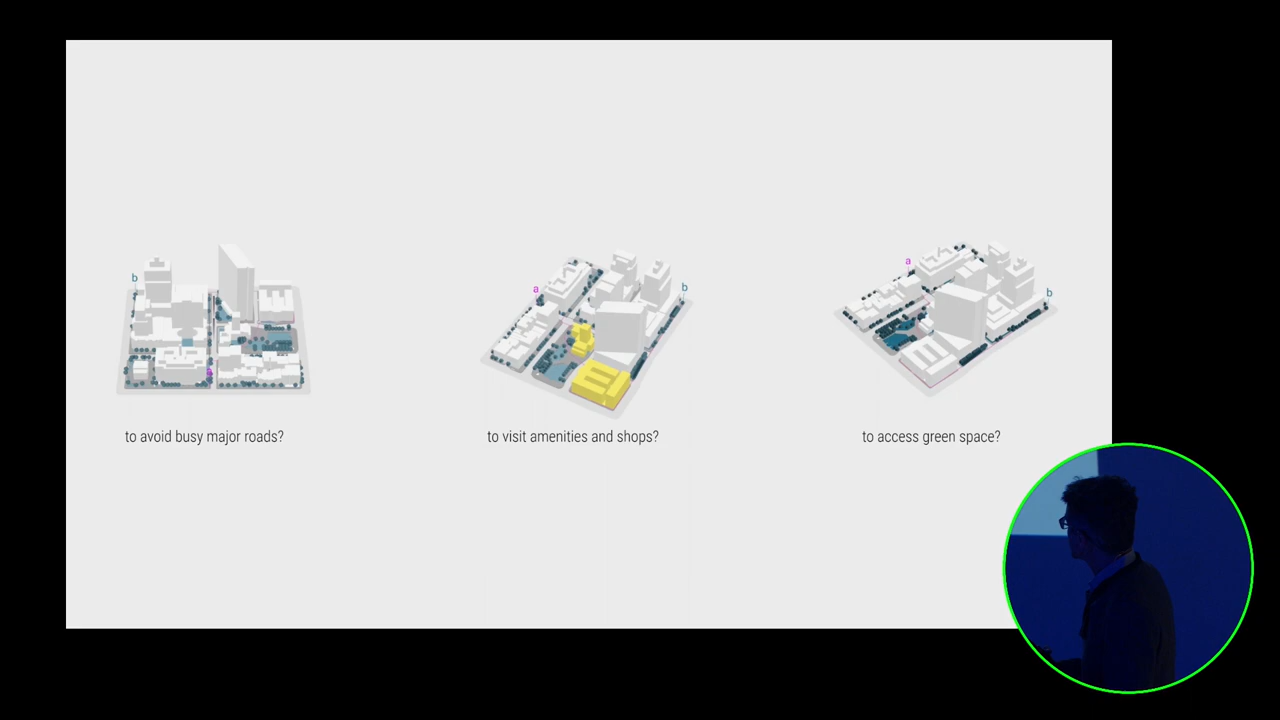 b
a
to avoid busy major roads?
a
b
to visit amenities and shops?
a
b
to access green space?